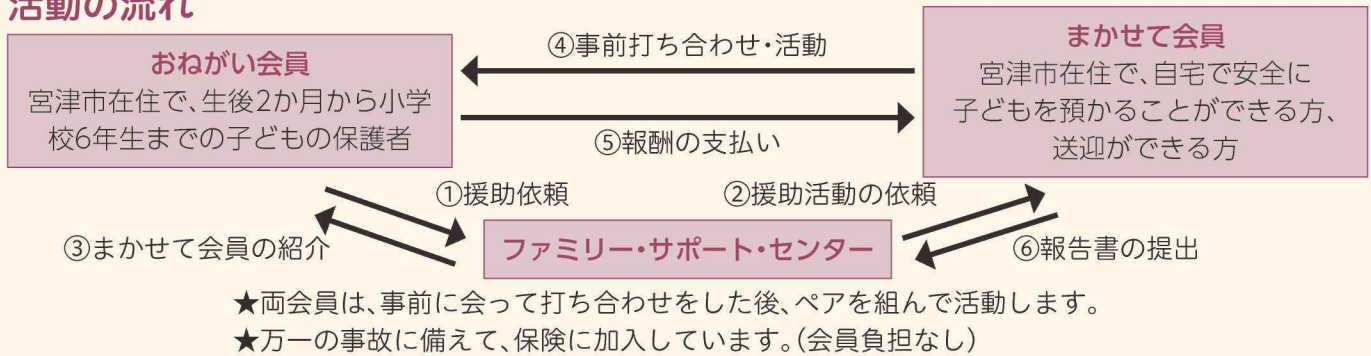 活動の流れ
おねがい会員
宮津市在住で、生後2か月から小学
校6年生までの子どもの保護者
④事前打ち合わせ・活動
⑤報酬の支払い
まかせて会員
宮津市在住で、自宅で安全に
子どもを預かることができる方、
送迎ができる方
①援助依頼
②援助活動の依頼
③まかせて会員の紹介
ファミリー・サポート・センター
⑥報告書の提出
★両会員は、事前に会って打ち合わせをした後、ペアを組んで活動します。
★万一の事故に備えて、保険に加入しています。(会員負担なし)